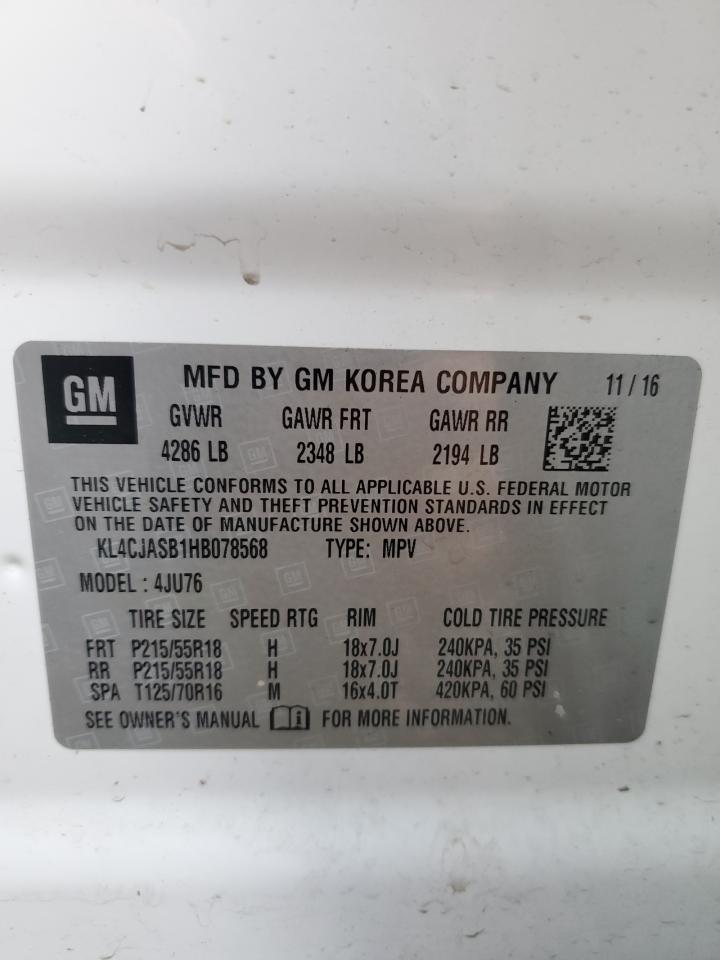 GM MFD BY GM KOREA COMPANY 11/16
GVWR GAWR FRT GAWR RR
4286 LB 2348 LB 2194 LB
THIS VEHICLE CONFORMS TO ALL APPLICABLE U.S. FEDERAL MOTOR
VEHICLE SAFETY AND THEFT PREVENTION STANDARDS IN EFFECT
ON THE DATE OF MANUFACTURE SHOWN ABOVE.
KL4CJASB1HB078568 TYPE: MPV
MODEL : 4JU76
TIRE SIZE SPEED RTG RIM COLD TIRE PRESSURE
FRT P215/55R18 H 18x7.0J 240KPA, 35 PSI
RR P215/55R18 H 18x7.0J 240KPA, 35 PSI
SPA T125/70R16 M 16x4.0T 420KPA, 60 PSI
SEE OWNER'S MANUAL FOR MORE INFORMATION.